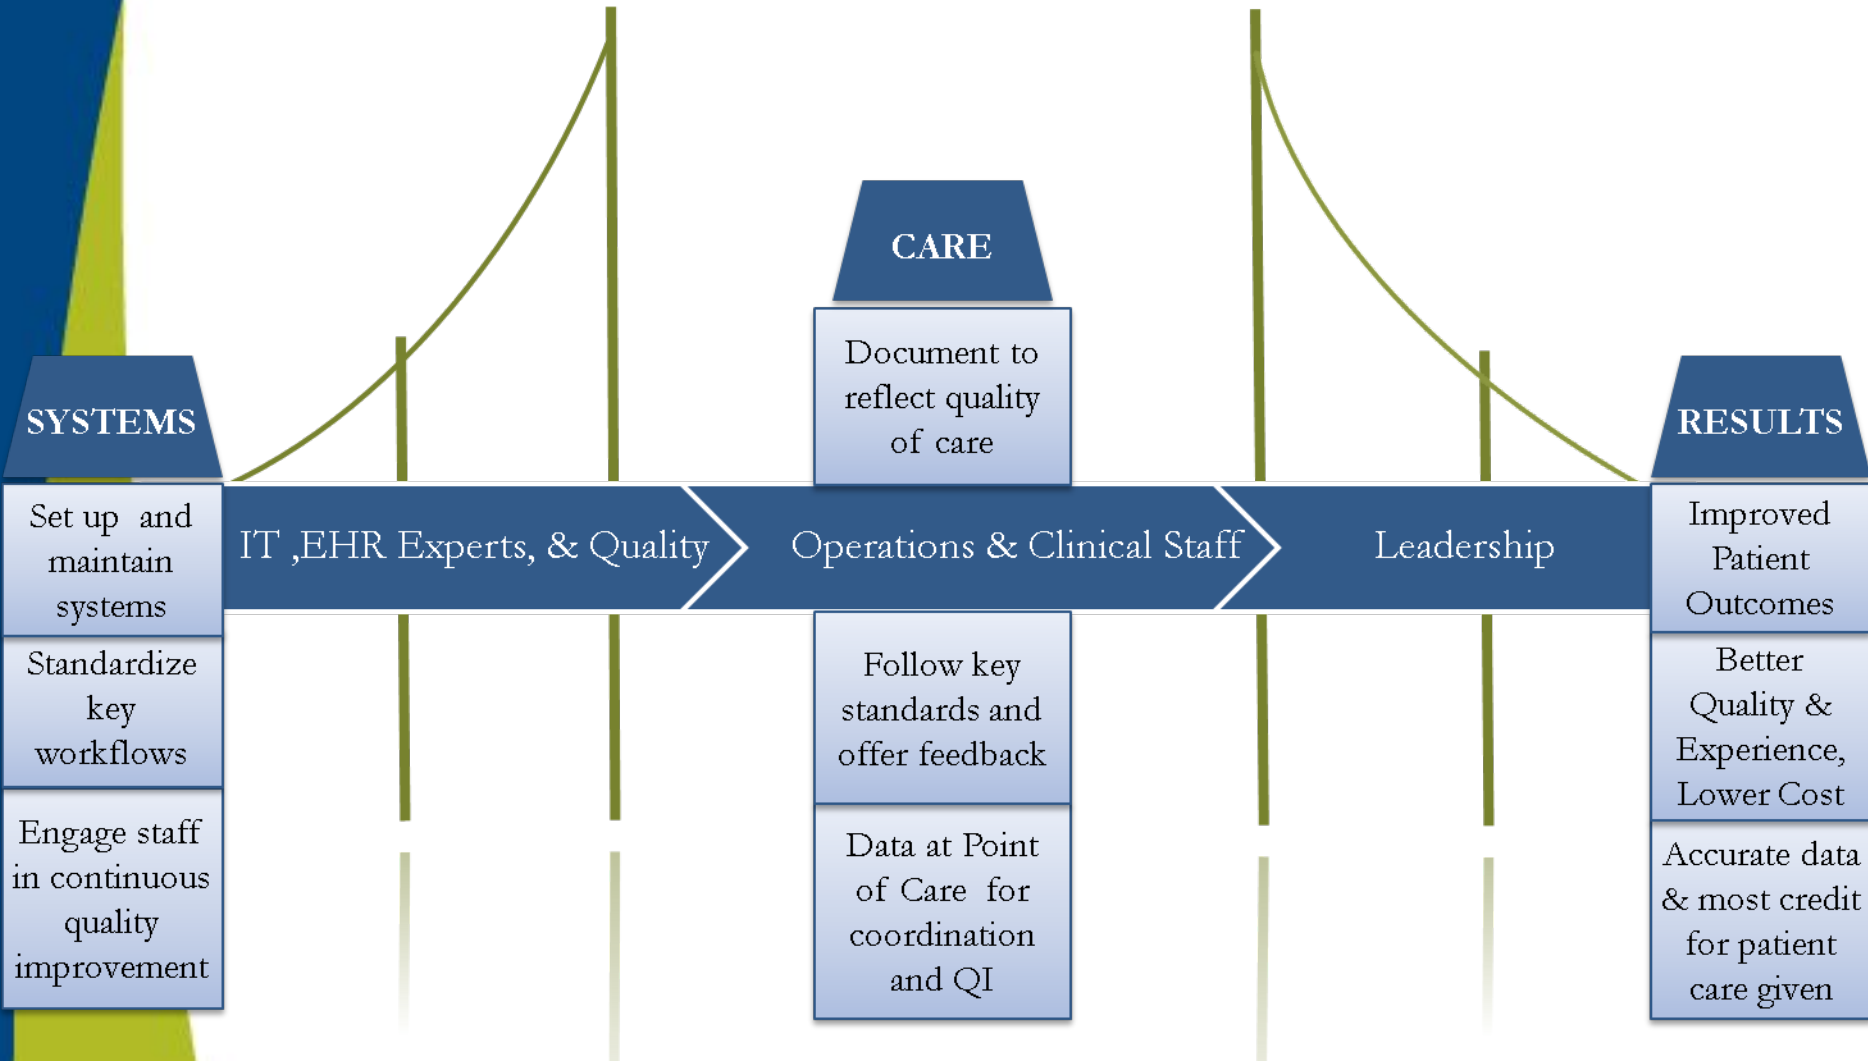 SYSTEMS
Set up and
maintain
systems
Standardize
key
workflows
Engage staff
in continuous
quality
improvement
IT ,EHR Experts, & Quality
CARE
Document to
reflect quality
of care
Operations & Clinical Staff
Follow key
standards and
offer feedback
Data at Point
of Care for
coordination
and QI
Leadership
RESULTS
Improved
Patient
Outcomes
Better
Quality &
Experience,
Lower Cost
Accurate data
& most credit
for patient
care given